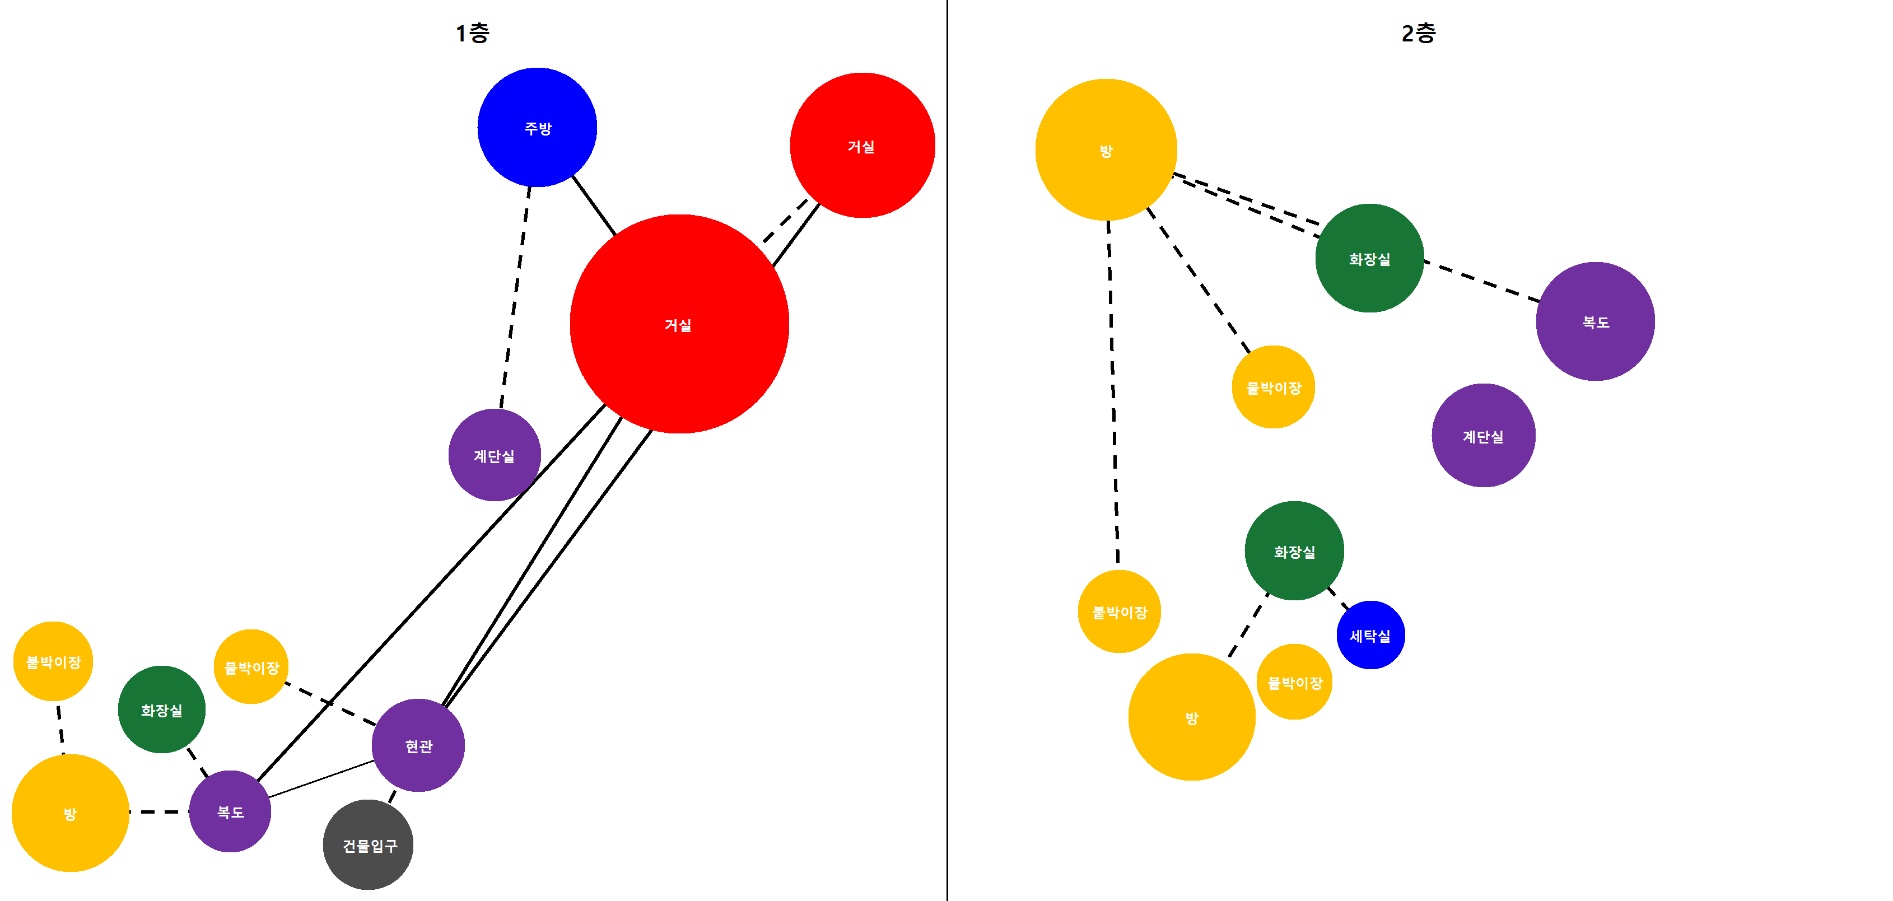 1층
주방
거실
거실
계단실
붙박이장
화장실
붙박이장
현관
방
복도
건물입구
2층
방
화장실
복도
붙박이장
계단실
화장실
붙박이장
세탁실
붙박이장
방